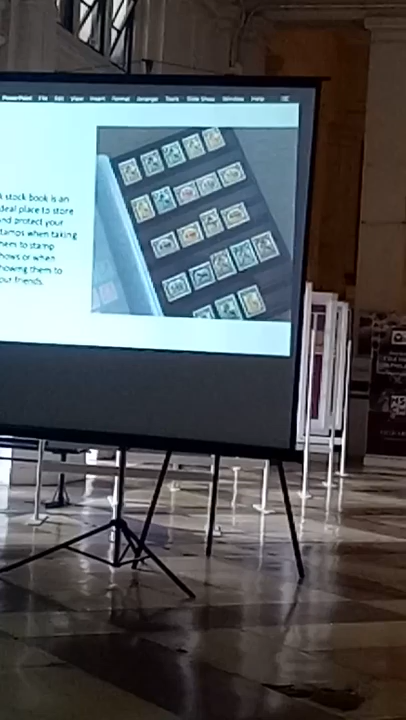 PowerPoint File Edit View Insert Format Arrange Tools Slide Show Window Help
A stock book is an
deal place to store
nd protect your
tamps when taking
hem to stamp
hows or when
howing them to
our friends.